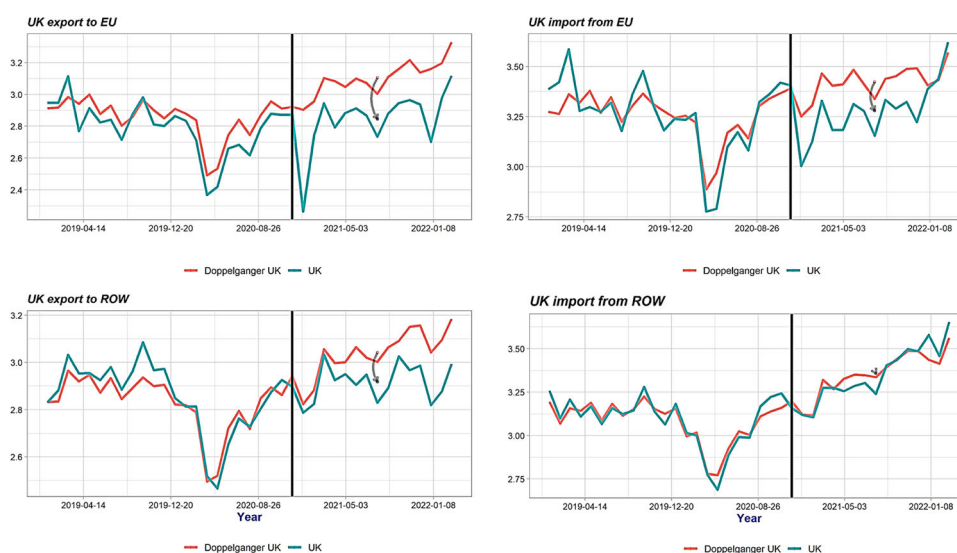 UK export to EU
3.2
3.0
2.8
2.6
2.4
2019-04-14 2019-12-20 2020-08-26 2021-05-03 2022-01-08
Doppelganger UK UK
UK import from EU
3.50
3.25
3.00
2.75
2019-04-14 2019-12-20 2020-08-26 2021-05-03 2022-01-08
Doppelganger UK UK
UK export to ROW
3.2
3.0
2.8
2.6
2019-04-14 2019-12-20 2020-08-26 2021-05-03 2022-01-08
Year
Doppelganger UK UK
UK import from ROW
3.50
3.25
3.00
2.75
2019-04-14 2019-12-20 2020-08-26 2021-05-03 2022-01-08
Year
Doppelganger UK UK